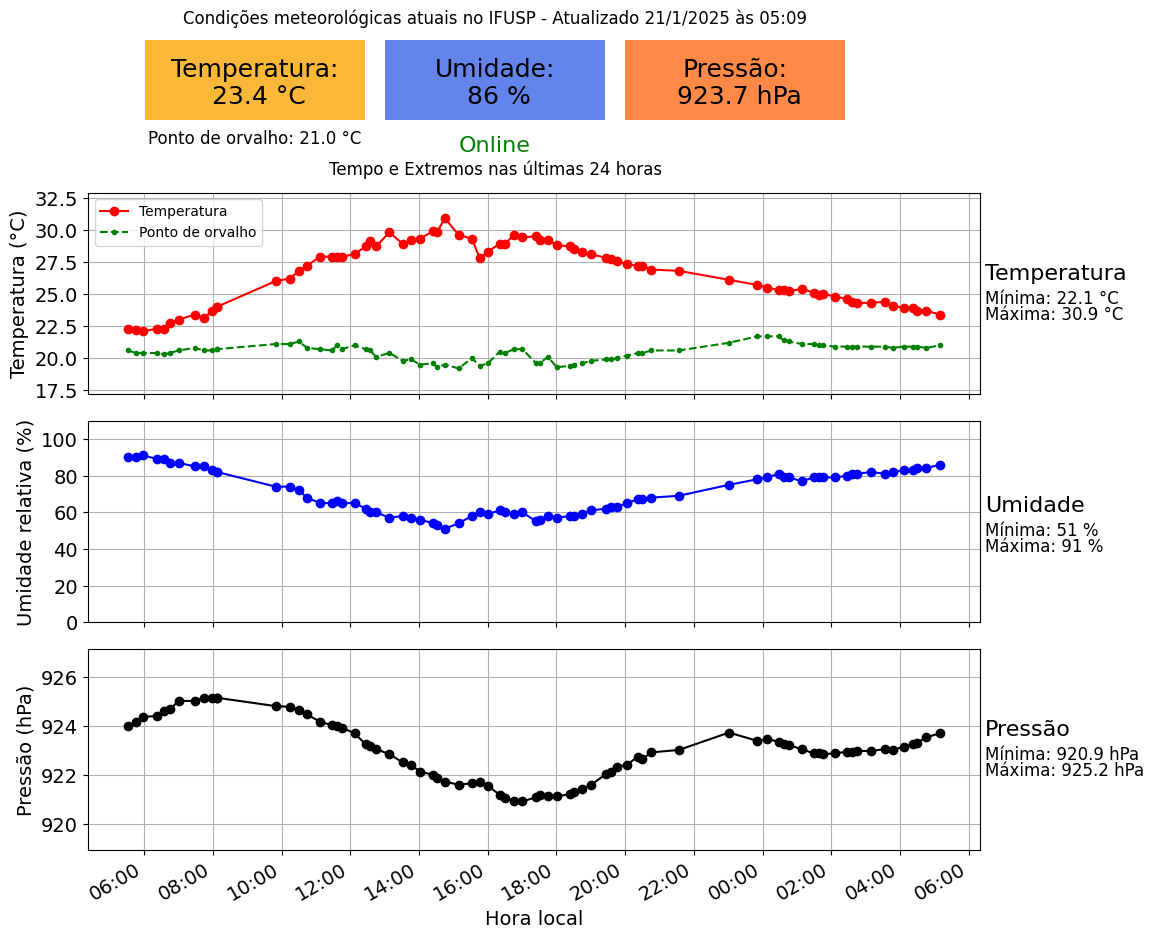 Condições meteorológicas atuais no IFUSP - Atualizado 21/1/2025 às 05:09
Temperatura:
23.4 °C
Umidade:
86 %
Pressão:
923.7 hPa
Ponto de orvalho: 21.0 °C
Online
Tempo e Extremos nas últimas 24 horas
Temperatura (°C)
32.5
30.0
27.5
25.0
22.5
20.0
17.5
Temperatura
Ponto de orvalho
Temperatura
Mínima: 22.1 °C
Máxima: 30.9 °C
Umidade relativa (%)
100
80
60
40
20
0
Umidade
Mínima: 51 %
Máxima: 91 %
Pressão (hPa)
926
924
922
920
Pressão
Mínima: 920.9 hPa
Máxima: 925.2 hPa
06:00 08:00 10:00 12:00 14:00 16:00 18:00 20:00 22:00 00:00 02:00 04:00 06:00
Hora local